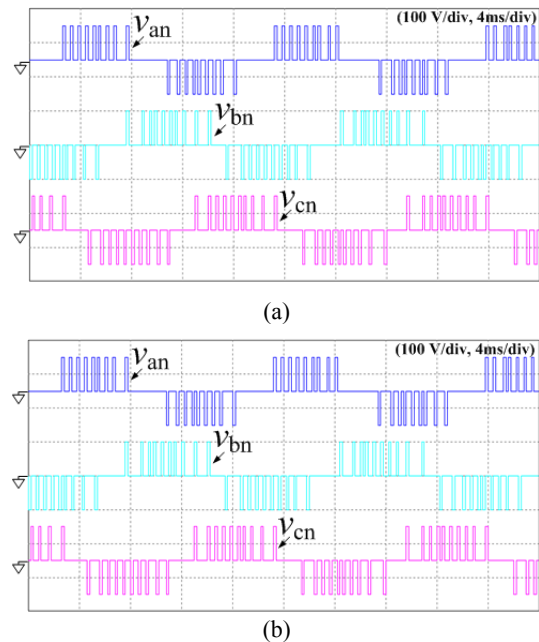 (100 V/div, 4ms/div)
van
vbn
vcn
(a)
(100 V/div, 4ms/div)
van
vbn
vcn
(b)